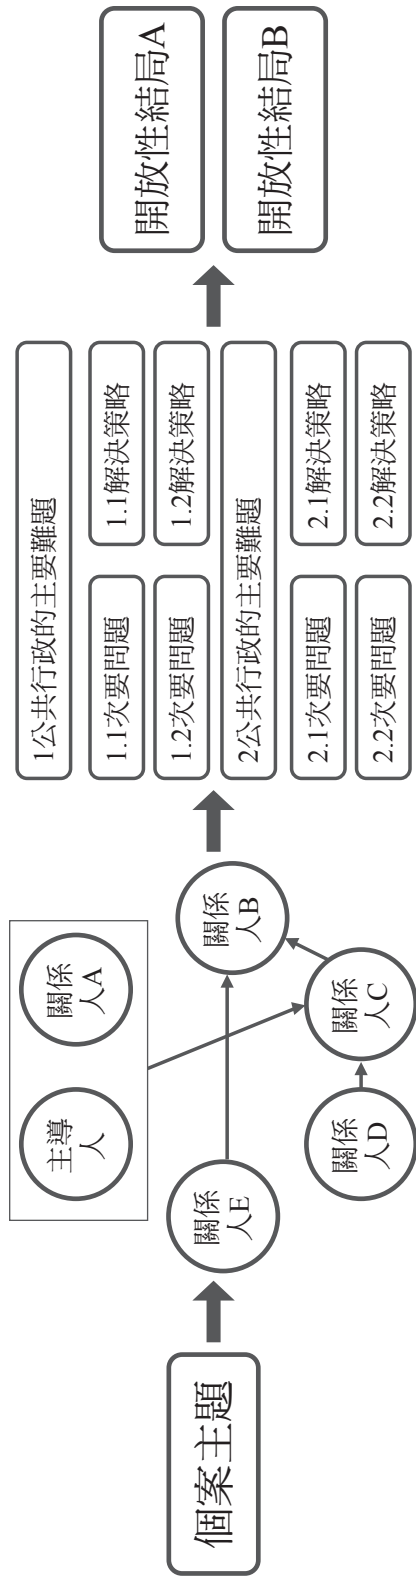 個案主題
主導
人
關係
人A
關係
人E
關係
人B
關係
人D
關係
人C
1公共行政的主要難題
1.1次要問題
1.1解決策略
1.2次要問題
1.2解決策略
2公共行政的主要難題
2.1次要問題
2.1解決策略
2.2次要問題
2.2解決策略
開放性結局A
開放性結局B